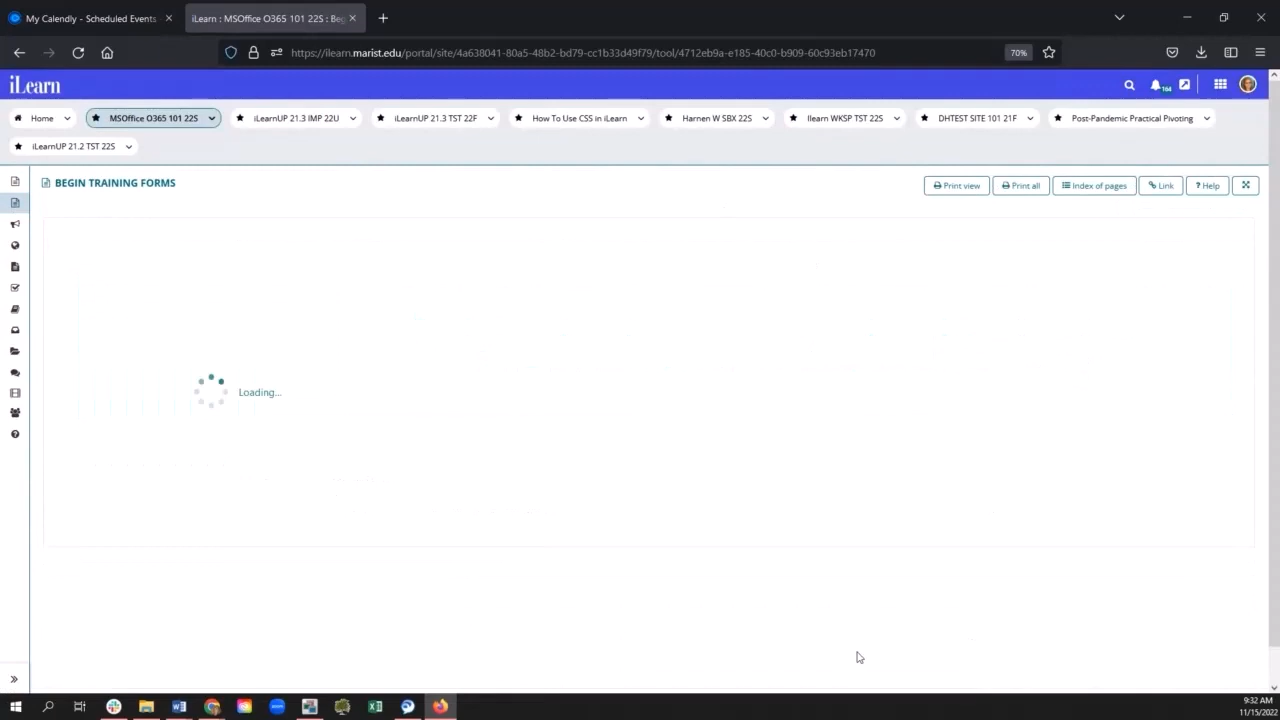 My Calendly - Scheduled Events
iLearn : MSOffice O365 101 22S : Beg
https://ilearn.marist.edu/portal/site/4a638041-80a5-48b2-bd79-cc1b33d49f79/tool/4712eb9a-e185-40c0-b909-60c93eb17470
70%
iLearn
164
Home
MSOffice O365 101 22S
iLearnUP 21.3 IMP 22U
iLearnUP 21.3 TST 22F
How To Use CSS in iLearn
Harnen W SBX 22S
Ilearn WKSP TST 22S
DHTEST SITE 101 21F
Post-Pandemic Practical Pivoting
iLearnUP 21.2 TST 22S
BEGIN TRAINING FORMS
Print view
Print all
Index of pages
Link
? Help
Loading...
9:32 AM
11/15/2022